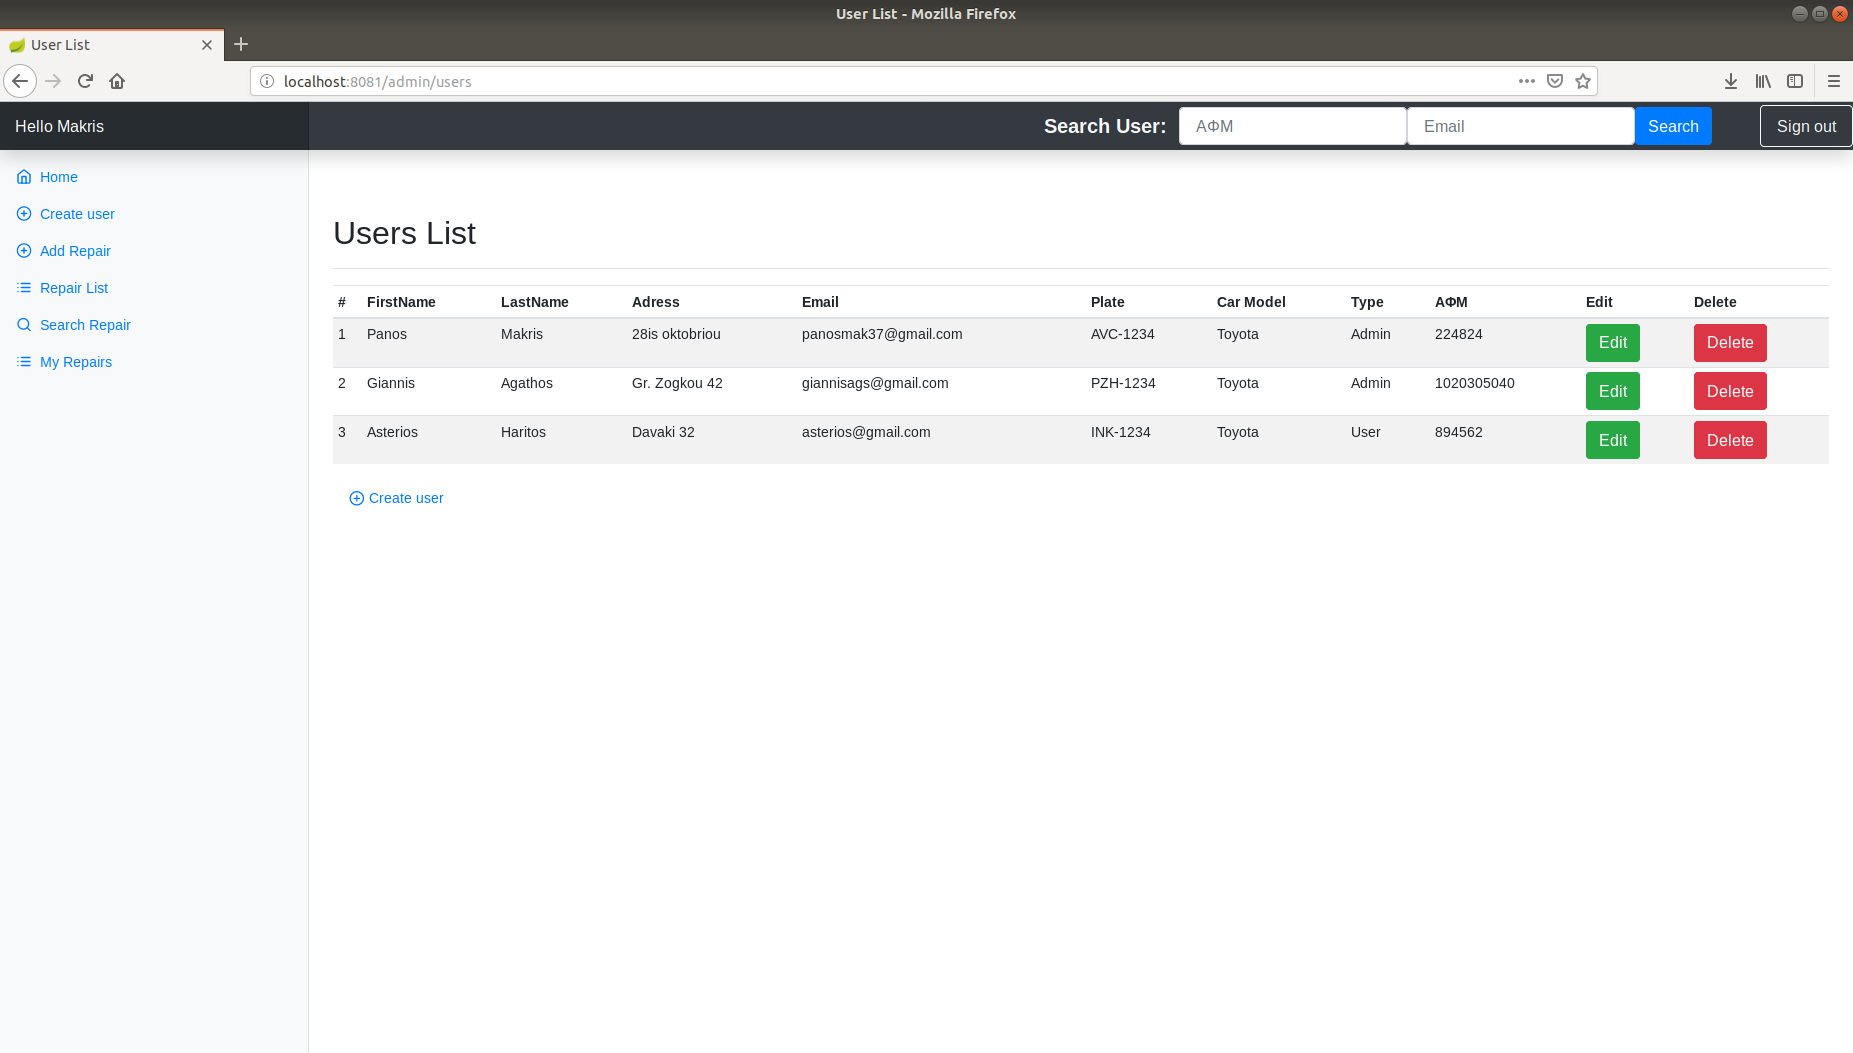 User List - Mozilla Firefox
User List
localhost:8081/admin/users
Hello Makris
Search User: ΑΦΜ Email Search Sign out
Home
Create user
Add Repair
Repair List
Search Repair
My Repairs
Users List
# FirstName LastName Adress Email Plate Car Model Type ΑΦΜ Edit Delete
1 Panos Makris 28is oktobriou panosmak37@gmail.com AVC-1234 Toyota Admin 224824 Edit Delete
2 Giannis Agathos Gr. Zogkou 42 giannisags@gmail.com PZH-1234 Toyota Admin 1020305040 Edit Delete
3 Asterios Haritos Davaki 32 asterios@gmail.com INK-1234 Toyota User 894562 Edit Delete
Create user